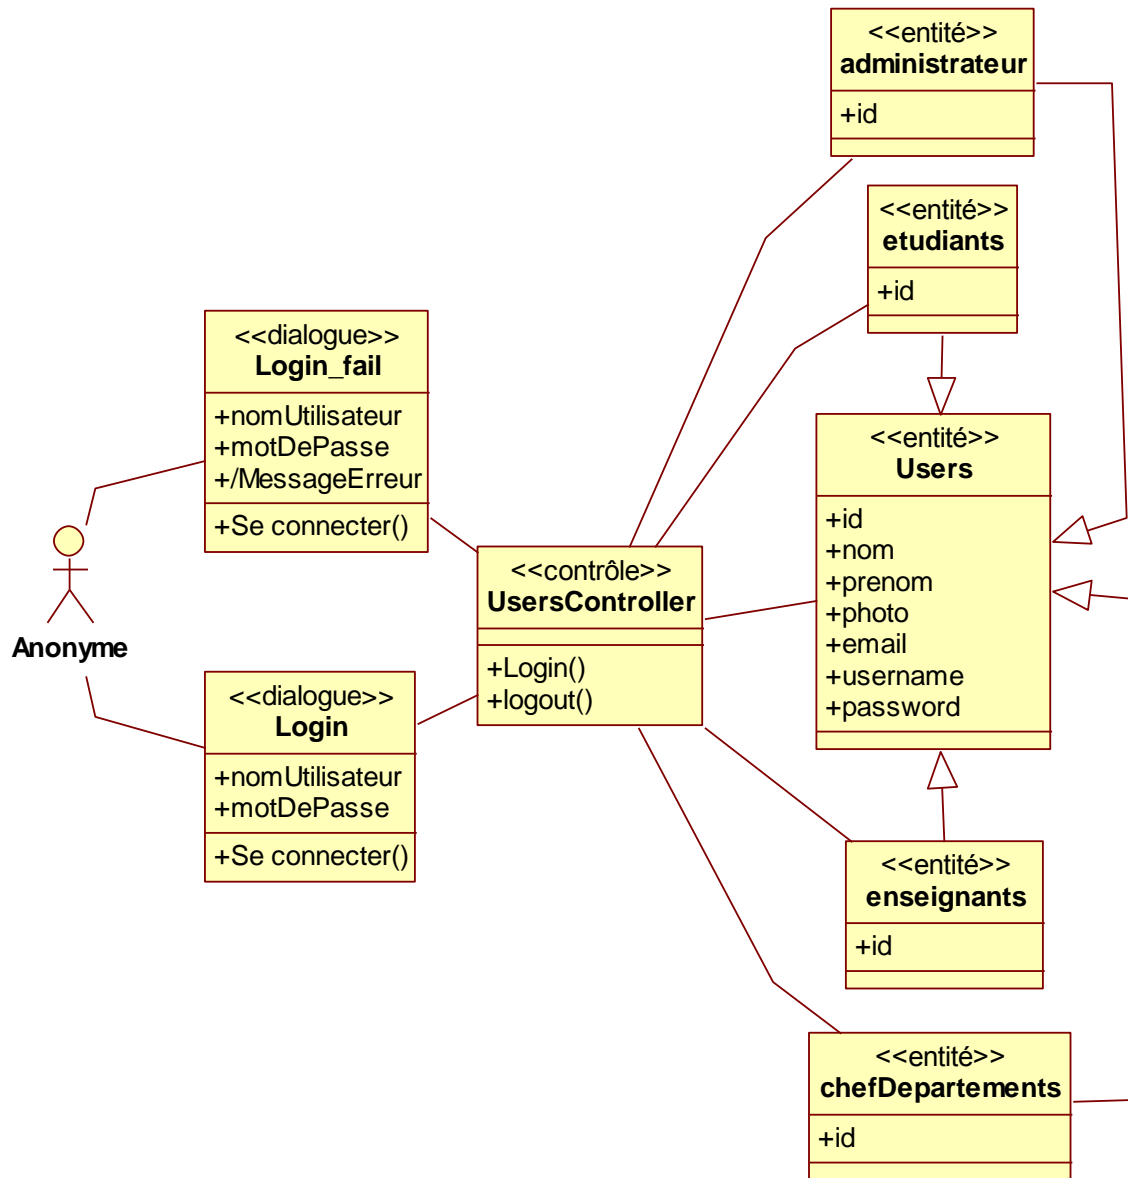 <<entité>>
administrateur
+id
<<entité>>
etudiants
+id
<<dialogue>>
Login_fail
+nomUtilisateur
+motDePasse
+/MessageErreur
+Se connecter()
Anonyme
<<dialogue>>
Login
+nomUtilisateur
+motDePasse
+Se connecter()
<<contrôle>>
UsersController
+Login()
+logout()
<<entité>>
Users
+id
+nom
+prenom
+photo
+email
+username
+password
<<entité>>
enseignants
+id
<<entité>>
chefDepartements
+id